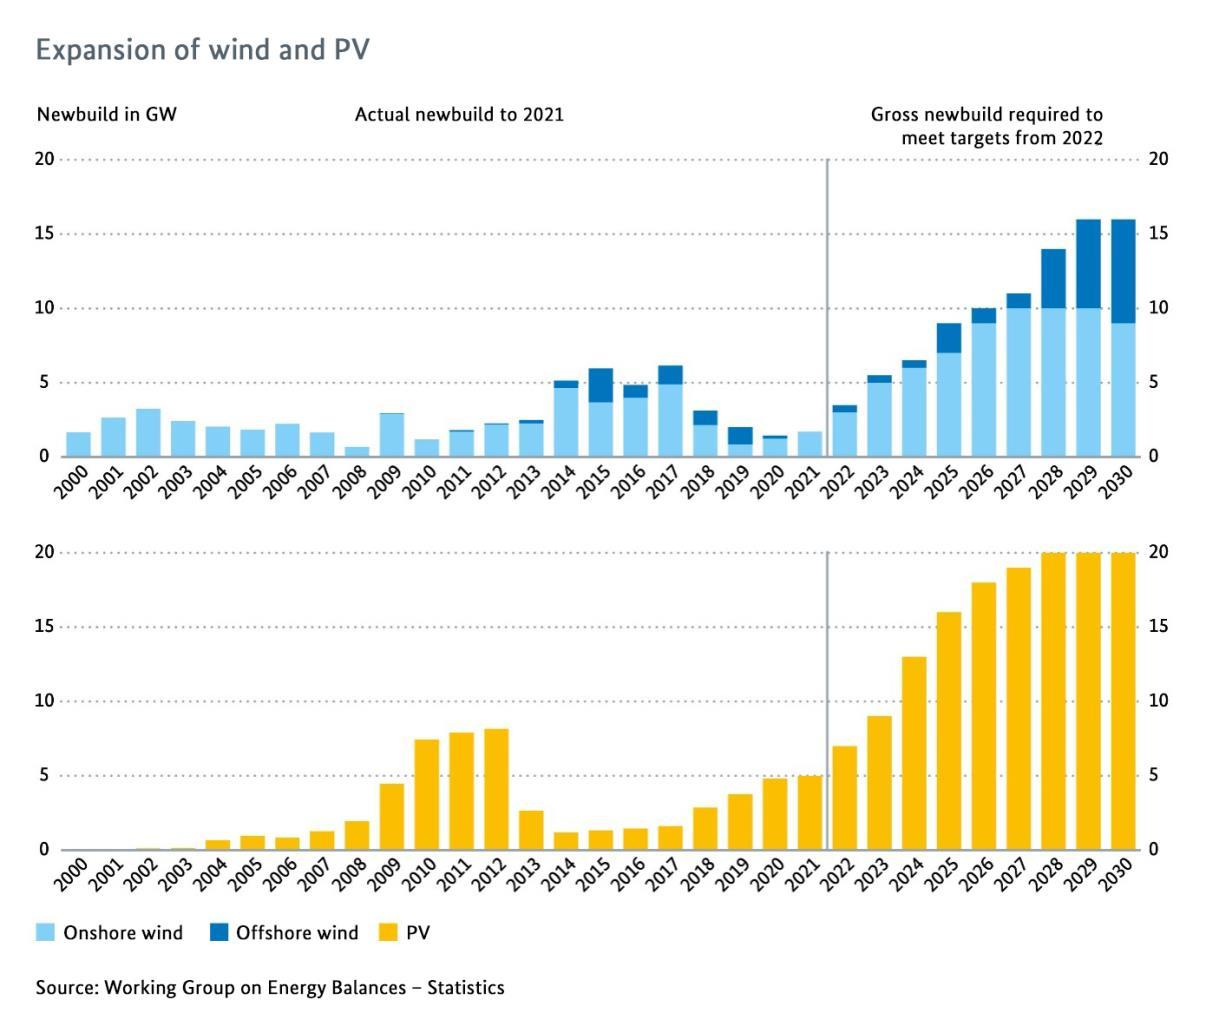 Expansion of wind and PV
Newbuild in GW
Actual newbuild to 2021
Gross newbuild required to
meet targets from 2022
20 20
15 15
10 10
5 5
0 0
2000 2001 2002 2003 2004 2005 2006 2007 2008 2009 2010 2011 2012 2013 2014 2015 2016 2017 2018 2019 2020 2021 2022 2023 2024 2025 2026 2027 2028 2029 2030
20 20
15 15
10 10
5 5
0 0
2000 2001 2002 2003 2004 2005 2006 2007 2008 2009 2010 2011 2012 2013 2014 2015 2016 2017 2018 2019 2020 2021 2022 2023 2024 2025 2026 2027 2028 2029 2030
Onshore wind Offshore wind PV
Source: Working Group on Energy Balances – Statistics